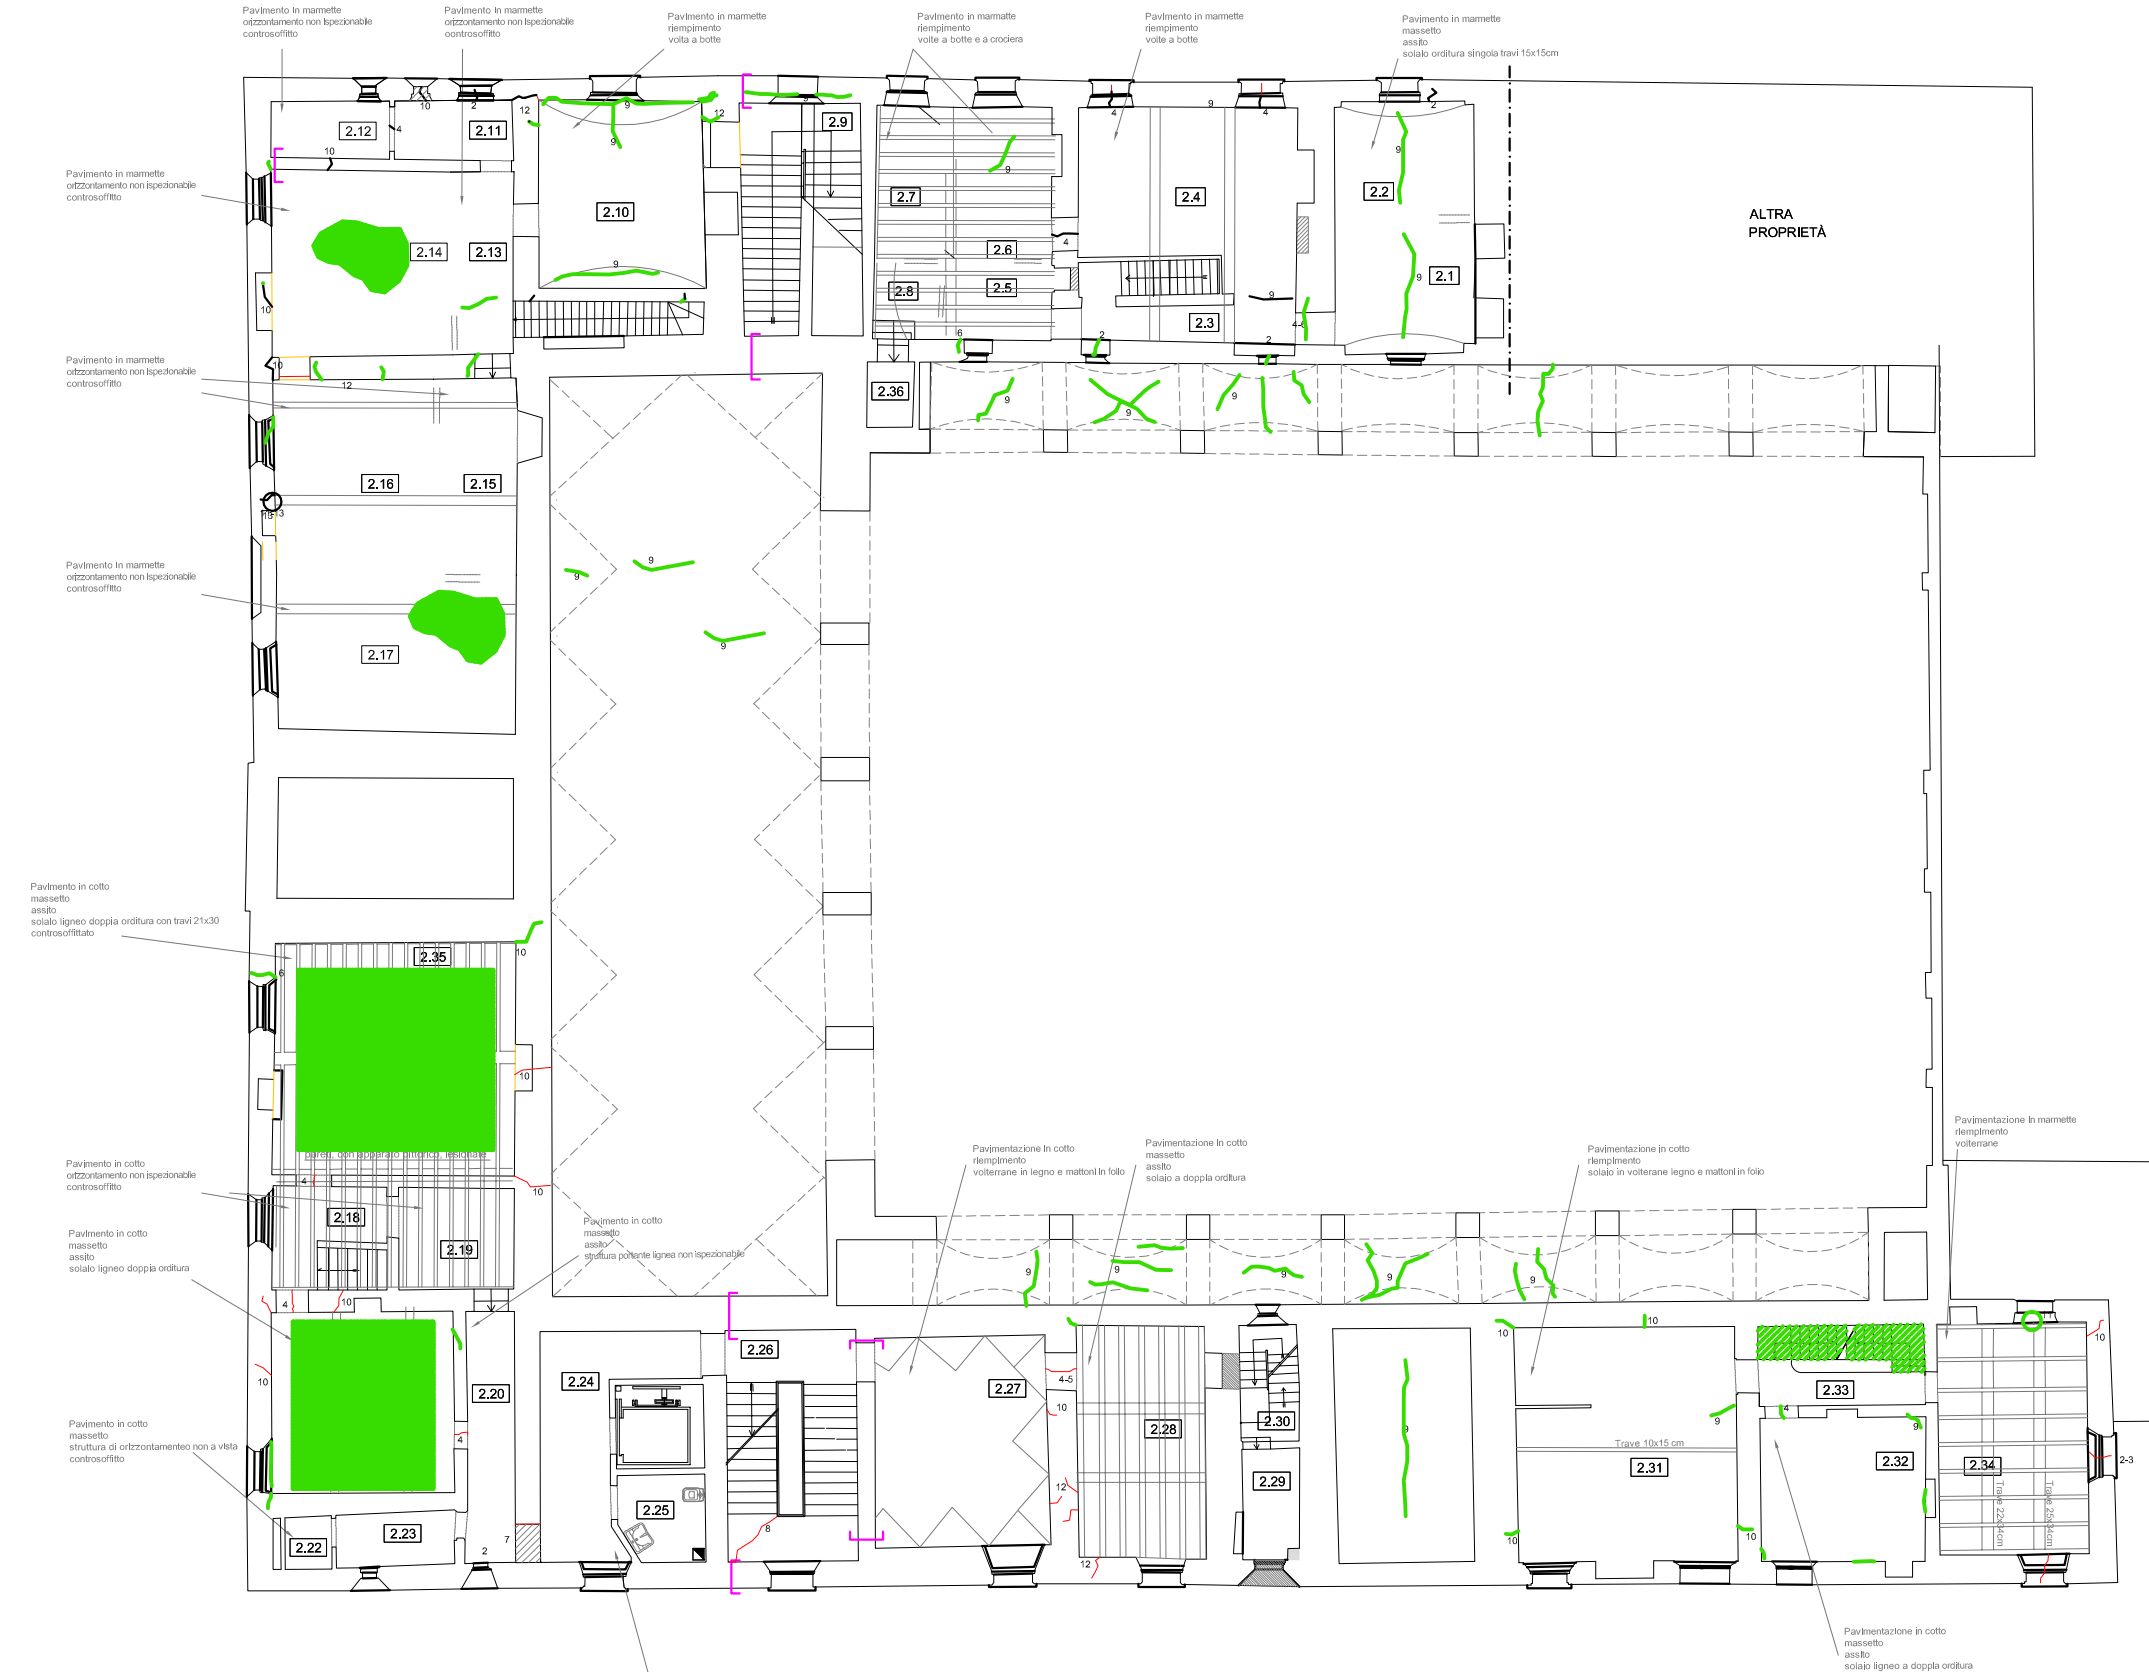 Pavimento in marmette
orizzontamento non ispezionabile
controsoffitto
Pavimento in marmette
orizzontamento non ispezionabile
controsoffitto
Pavimento in marmette
riempimento
volta a botte
Pavimento in marmatte
riempimento
volte a botte e a crociera
Pavimento in marmette
riempimento
volte a botte
Pavimento in marmette
massetto
assito
solaio orditura singola travi 15x15cm
2.12
2.11
2.9
2.10
2.7
2.4
2.2
ALTRA
PROPRIETÀ
Pavimento in marmette
orizzontamento non ispezionabile
controsoffitto
2.14
2.13
2.6
2.5
2.8
2.1
2.3
Pavimento in marmette
orizzontamento non ispezionabile
controsoffitto
2.36
2.16
2.15
Pavimento in marmette
orizzontamento non ispezionabile
controsoffitto
2.17
Pavimento in cotto
massetto
assito
solaio ligneo doppia orditura con travi 21x30
controsoffittato
2.35
pareti, con apparato pittorico, lesionate
Pavimento in cotto
orizzontamento non ispezionabile
controsoffitto
2.18
2.19
Pavimento in cotto
massetto
assito
solaio ligneo doppia orditura
Pavimento in cotto
massetto
assito
struttura portante lignea non ispezionabile
Pavimentazione in cotto
riempimento
volterrane in legno e mattoni in folio
Pavimentazione in cotto
massetto
assito
solaio a doppia orditura
Pavimentazione in cotto
riempimento
solaio in volterane legno e mattoni in folio
Pavimentazione in marmette
riempimento
volterrane
2.26
2.24
2.20
2.27
2.28
2.30
2.29
2.33
Trave 10x15 cm
2.31
2.32
2.34
Trave 22x34cm
Trave 25x34cm
2-3
Pavimento in cotto
massetto
struttura di orizzontamenteo non a vista
controsoffitto
2.25
2.22
2.23
Pavimentazione in cotto
massetto
assito
solaio ligneo a doppia orditura